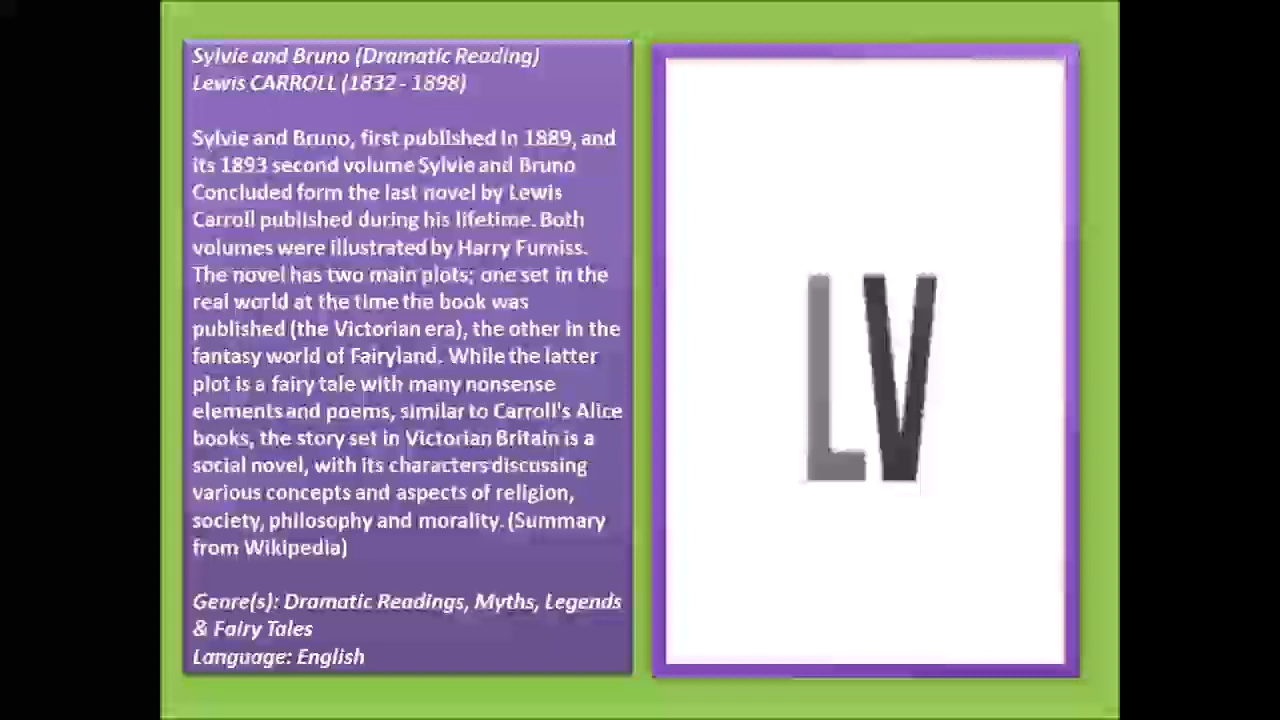 Sylvie and Bruno (Dramatic Reading)
Lewis CARROLL (1832 - 1898)
Sylvie and Bruno, first published in 1889, and
its 1893 second volume Sylvie and Bruno
Concluded form the last novel by Lewis
Carroll published during his lifetime. Both
volumes were illustrated by Harry Furniss.
The novel has two main plots; one set in the
real world at the time the book was
published (the Victorian era), the other in the
fantasy world of Fairyland. While the latter
plot is a fairy tale with many nonsense
elements and poems, similar to Carroll's Alice
books, the story set in Victorian Britain is a
social novel, with its characters discussing
various concepts and aspects of religion,
society, philosophy and morality. (Summary
from Wikipedia)
Genre(s): Dramatic Readings, Myths, Legends
& Fairy Tales
Language: English
LV